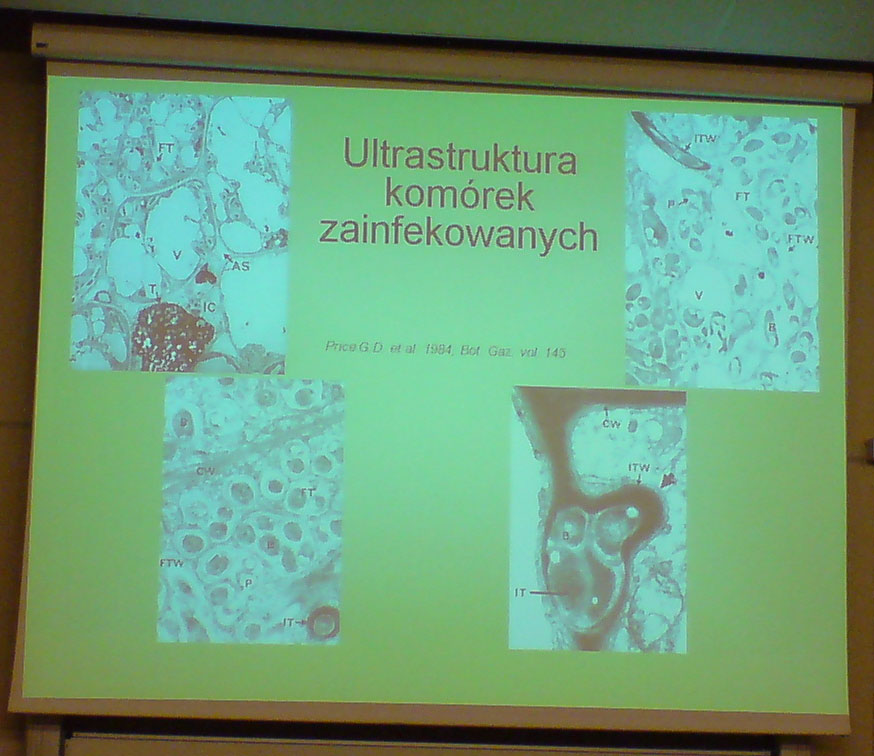 Ultrastruktura
komórek
zainfekowanych
Price G.D. et al. 1984, Bot. Gaz. vol. 145
FT
V
AS
T
IC
ITW
P
FT
FTW
V
B
B
CW
FT
B
FTW
P
IT
CW
ITW
B
IT